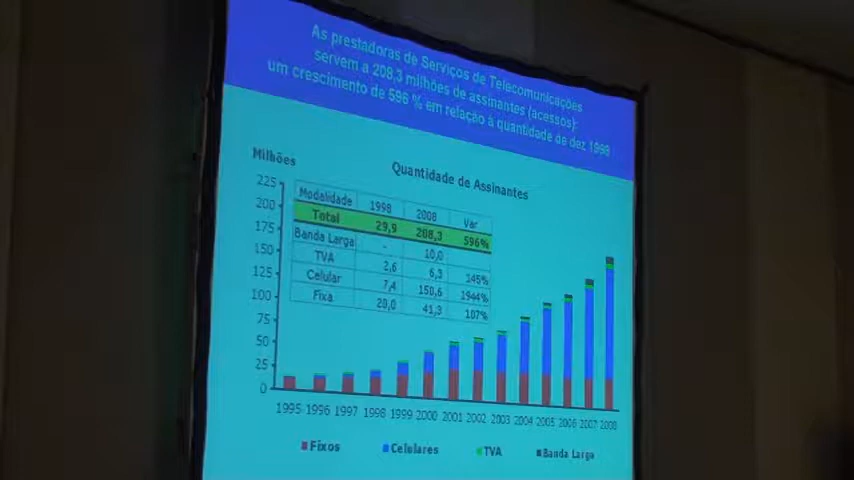 As prestadoras de Serviços de Telecomunicações
servem a 208,3 milhões de assinantes (acessos):
um crescimento de 596 % em relação à quantidade de dez 1998
Milhões
Quantidade de Assinantes
Modalidade 1998 2008 Var
Total 29,9 208,3 596%
Banda Larga - 10,0
TVA 2,6 6,3 145%
Celular 7,4 150,6 1944%
Fixa 20,0 41,3 107%
225
200
175
150
125
100
75
50
25
0
1995 1996 1997 1998 1999 2000 2001 2002 2003 2004 2005 2006 2007 2008
Fixos Celulares TVA Banda Larga